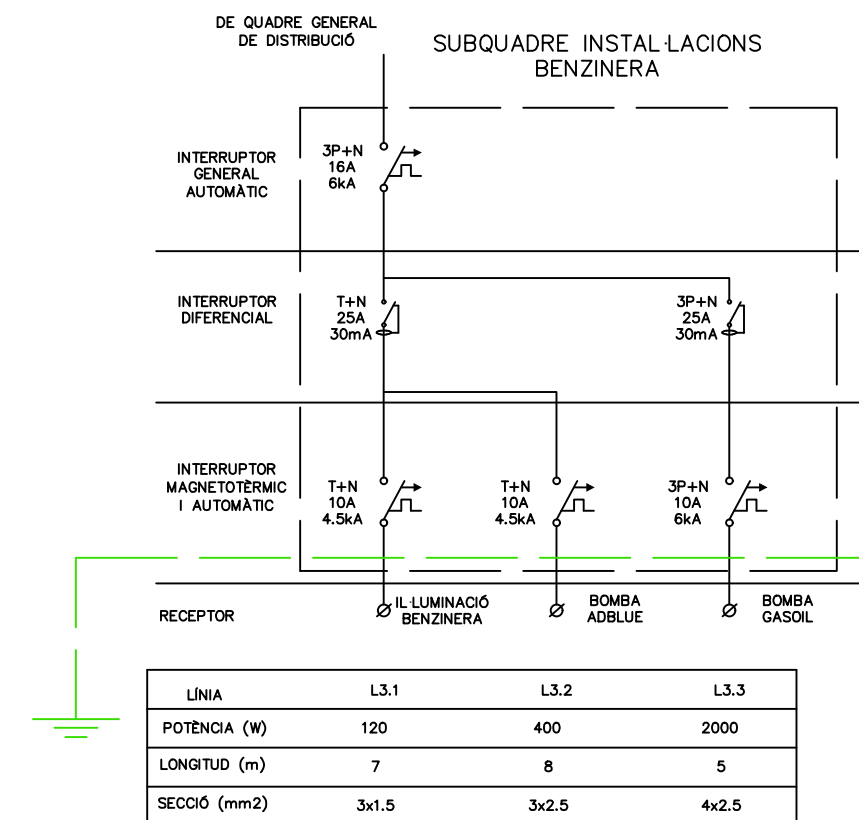 DE QUADRE GENERAL
DE DISTRIBUCIÓ
SUBQUADRE INSTAL·LACIONS
BENZINERA
INTERRUPTOR
GENERAL
AUTOMÀTIC
3P+N
16A
6kA
INTERRUPTOR
DIFERENCIAL
T+N
25A
30mA
3P+N
25A
30mA
INTERRUPTOR
MAGNETOTÈRMIC
I AUTOMÀTIC
T+N
10A
4.5kA
T+N
10A
4.5kA
3P+N
10A
6kA
RECEPTOR
IL·LUMINACIÓ
BENZINERA
BOMBA
ADBLUE
BOMBA
GASOIL
LÍNIA L3.1 L3.2 L3.3
POTÈNCIA (W) 120 400 2000
LONGITUD (m) 7 8 5
SECCIÓ (mm2) 3x1.5 3x2.5 4x2.5